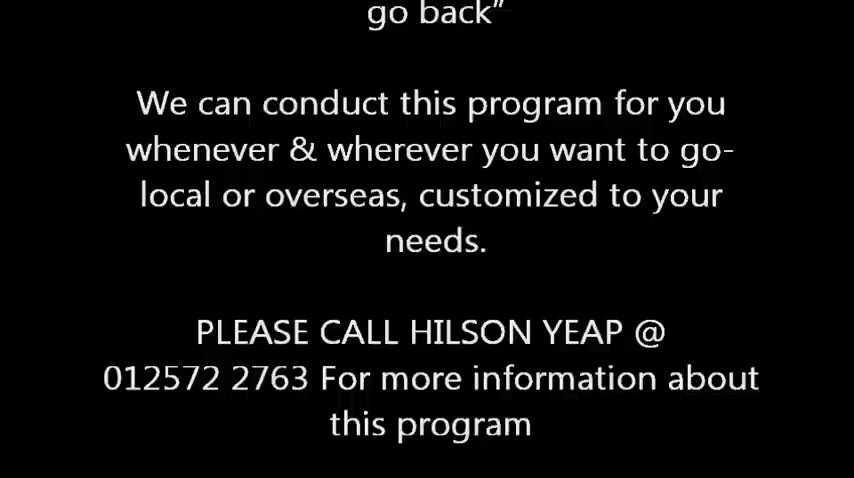 go back"
We can conduct this program for you
whenever & wherever you want to go-
local or overseas, customized to your
needs.
PLEASE CALL HILSON YEAP @
012572 2763 For more information about
this program